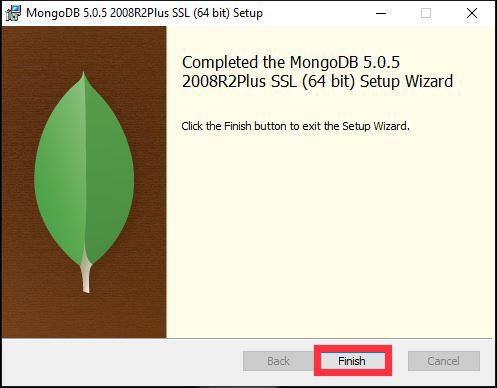 MongoDB 5.0.5 2008R2Plus SSL (64 bit) Setup
Completed the MongoDB 5.0.5
2008R2Plus SSL (64 bit) Setup Wizard
Click the Finish button to exit the Setup Wizard.
Back
Finish
Cancel